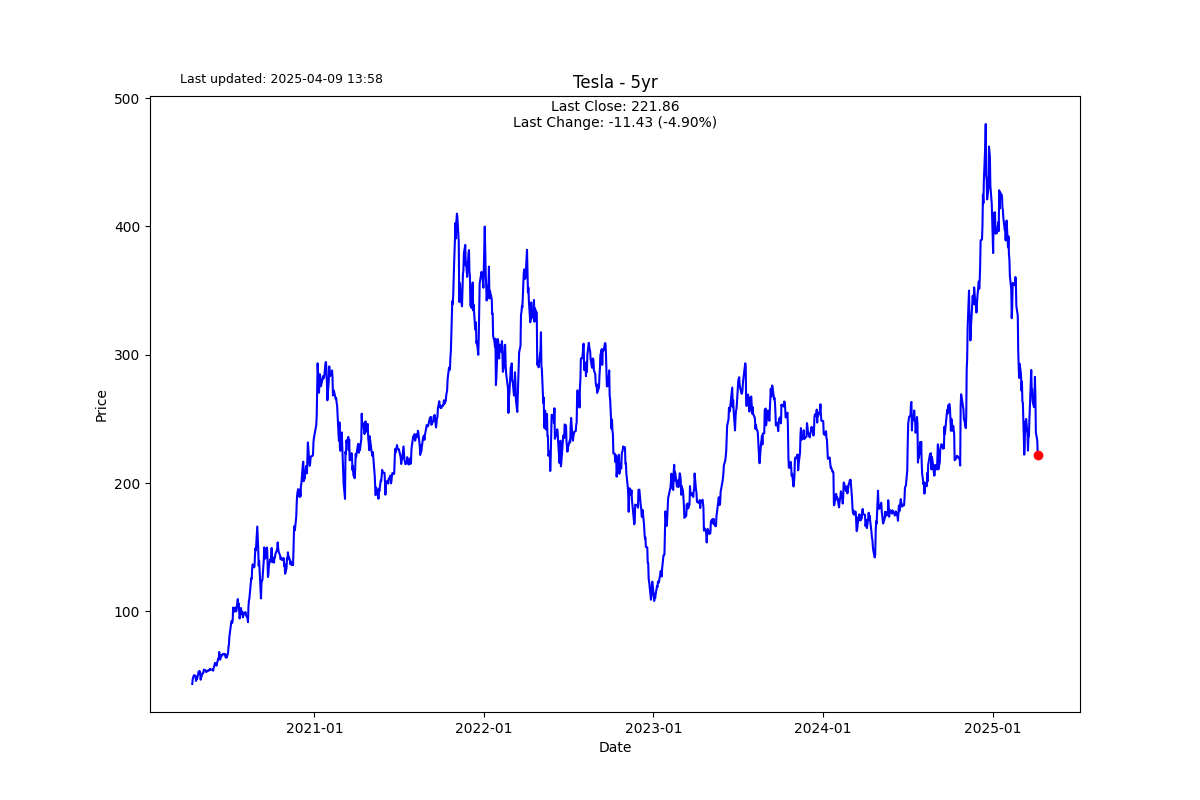 Last updated: 2025-04-09 13:58
Tesla - 5yr
Last Close: 221.86
Last Change: -11.43 (-4.90%)
500
400
300
200
100
Price
2021-01
2022-01
2023-01
2024-01
2025-01
Date